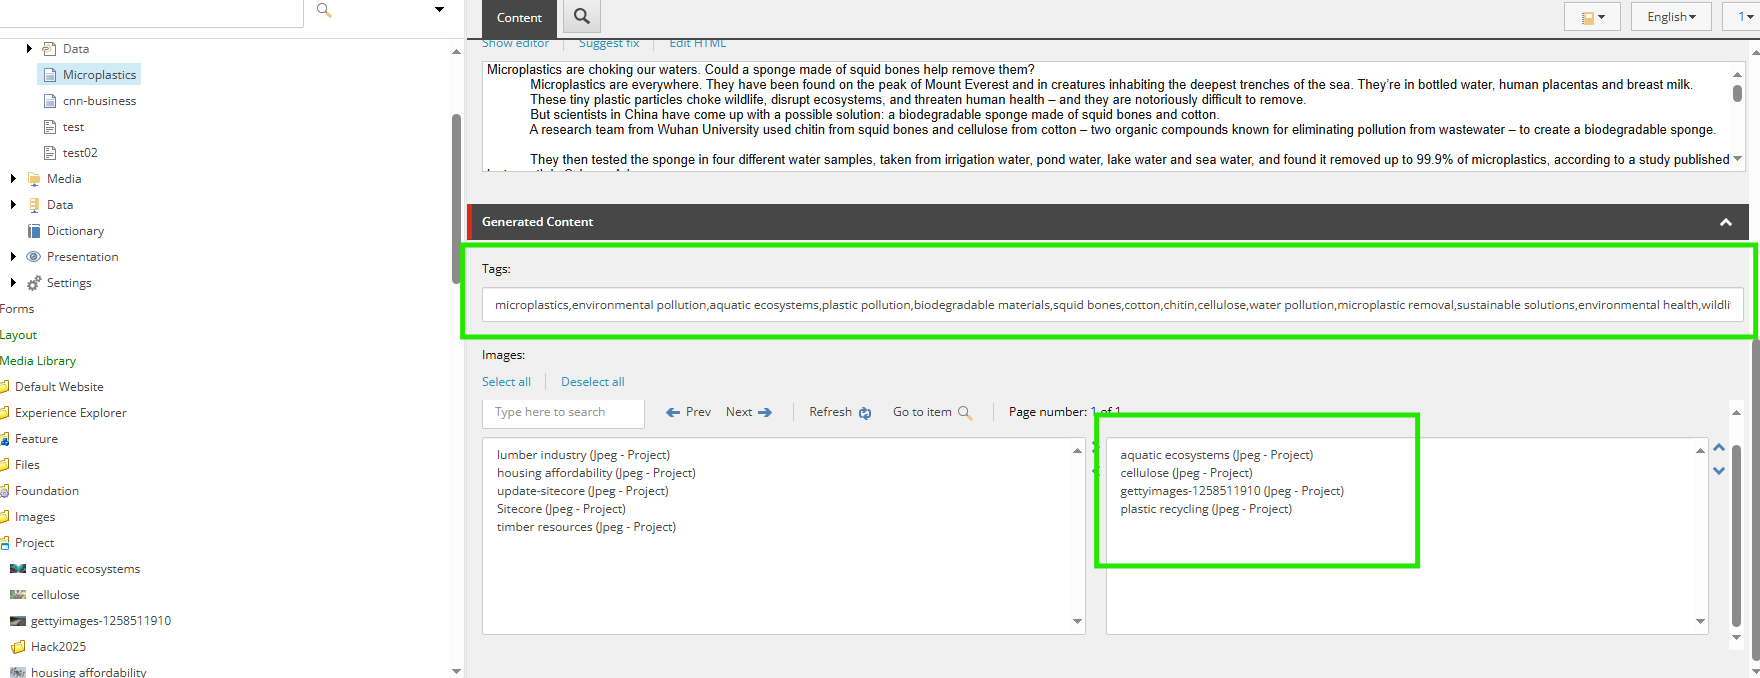 Data
Microplastics
cnn-business
test
test02
Media
Data
Dictionary
Presentation
Settings
Forms
Layout
Media Library
Default Website
Experience Explorer
Feature
Files
Foundation
Images
Project
aquatic ecosystems
cellulose
gettyimages-1258511910
Hack2025
housing affordability
Content
English
1
Show editor
Suggest fix
Edit HTML
Microplastics are choking our waters. Could a sponge made of squid bones help remove them?
Microplastics are everywhere. They have been found on the peak of Mount Everest and in creatures inhabiting the deepest trenches of the sea. They’re in bottled water, human placentas and breast milk.
These tiny plastic particles choke wildlife, disrupt ecosystems, and threaten human health – and they are notoriously difficult to remove.
But scientists in China have come up with a possible solution: a biodegradable sponge made of squid bones and cotton.
A research team from Wuhan University used chitin from squid bones and cellulose from cotton – two organic compounds known for eliminating pollution from wastewater – to create a biodegradable sponge.
They then tested the sponge in four different water samples, taken from irrigation water, pond water, lake water and sea water, and found it removed up to 99.9% of microplastics, according to a study published
Generated Content
Tags:
microplastics,environmental pollution,aquatic ecosystems,plastic pollution,biodegradable materials,squid bones,cotton,chitin,cellulose,water pollution,microplastic removal,sustainable solutions,environmental health,wildli
Images:
Select all
Deselect all
Type here to search
Prev
Next
Refresh
Go to item
Page number: 1 of 1
lumber industry (Jpeg - Project)
housing affordability (Jpeg - Project)
update-sitecore (Jpeg - Project)
Sitecore (Jpeg - Project)
timber resources (Jpeg - Project)
aquatic ecosystems (Jpeg - Project)
cellulose (Jpeg - Project)
gettyimages-1258511910 (Jpeg - Project)
plastic recycling (Jpeg - Project)